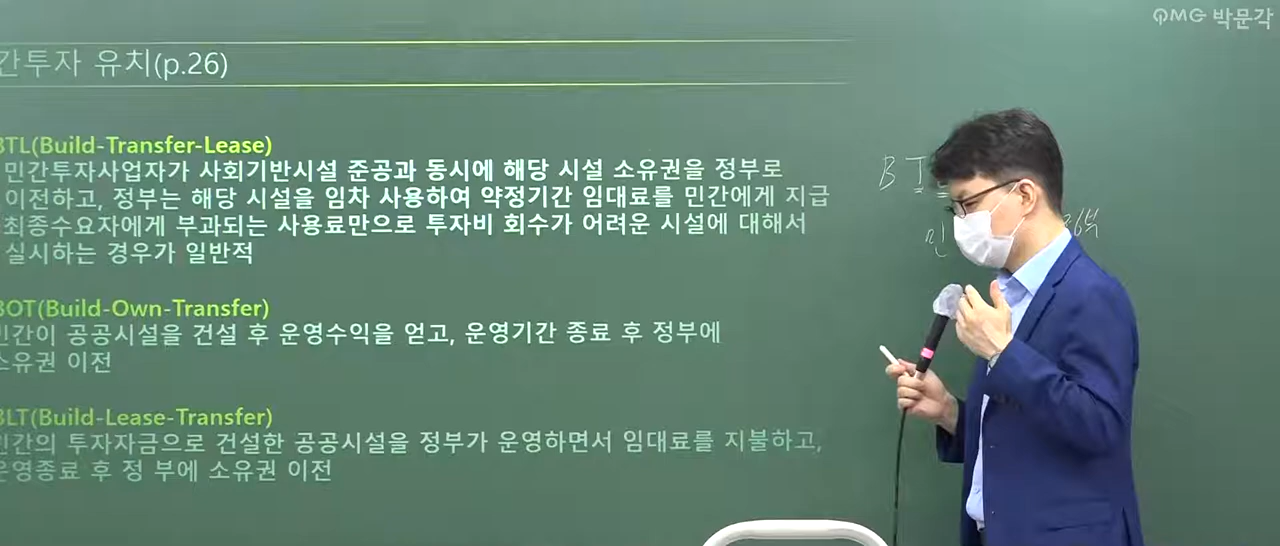 PMG 박문각
간투자 유치(p.26)
BTL(Build-Transfer-Lease)
민간투자사업자가 사회기반시설 준공과 동시에 해당 시설 소유권을 정부로
이전하고, 정부는 해당 시설을 임차 사용하여 약정기간 임대료를 민간에게 지급
최종수요자에게 부과되는 사용료만으로 투자비 회수가 어려운 시설에 대해서
실시하는 경우가 일반적
BOT(Build-Own-Transfer)
민간이 공공시설을 건설 후 운영수익을 얻고, 운영기간 종료 후 정부에
소유권 이전
BLT(Build-Lease-Transfer)
민간의 투자자금으로 건설한 공공시설을 정부가 운영하면서 임대료를 지불하고,
운영종료 후 정 부에 소유권 이전
B T
민